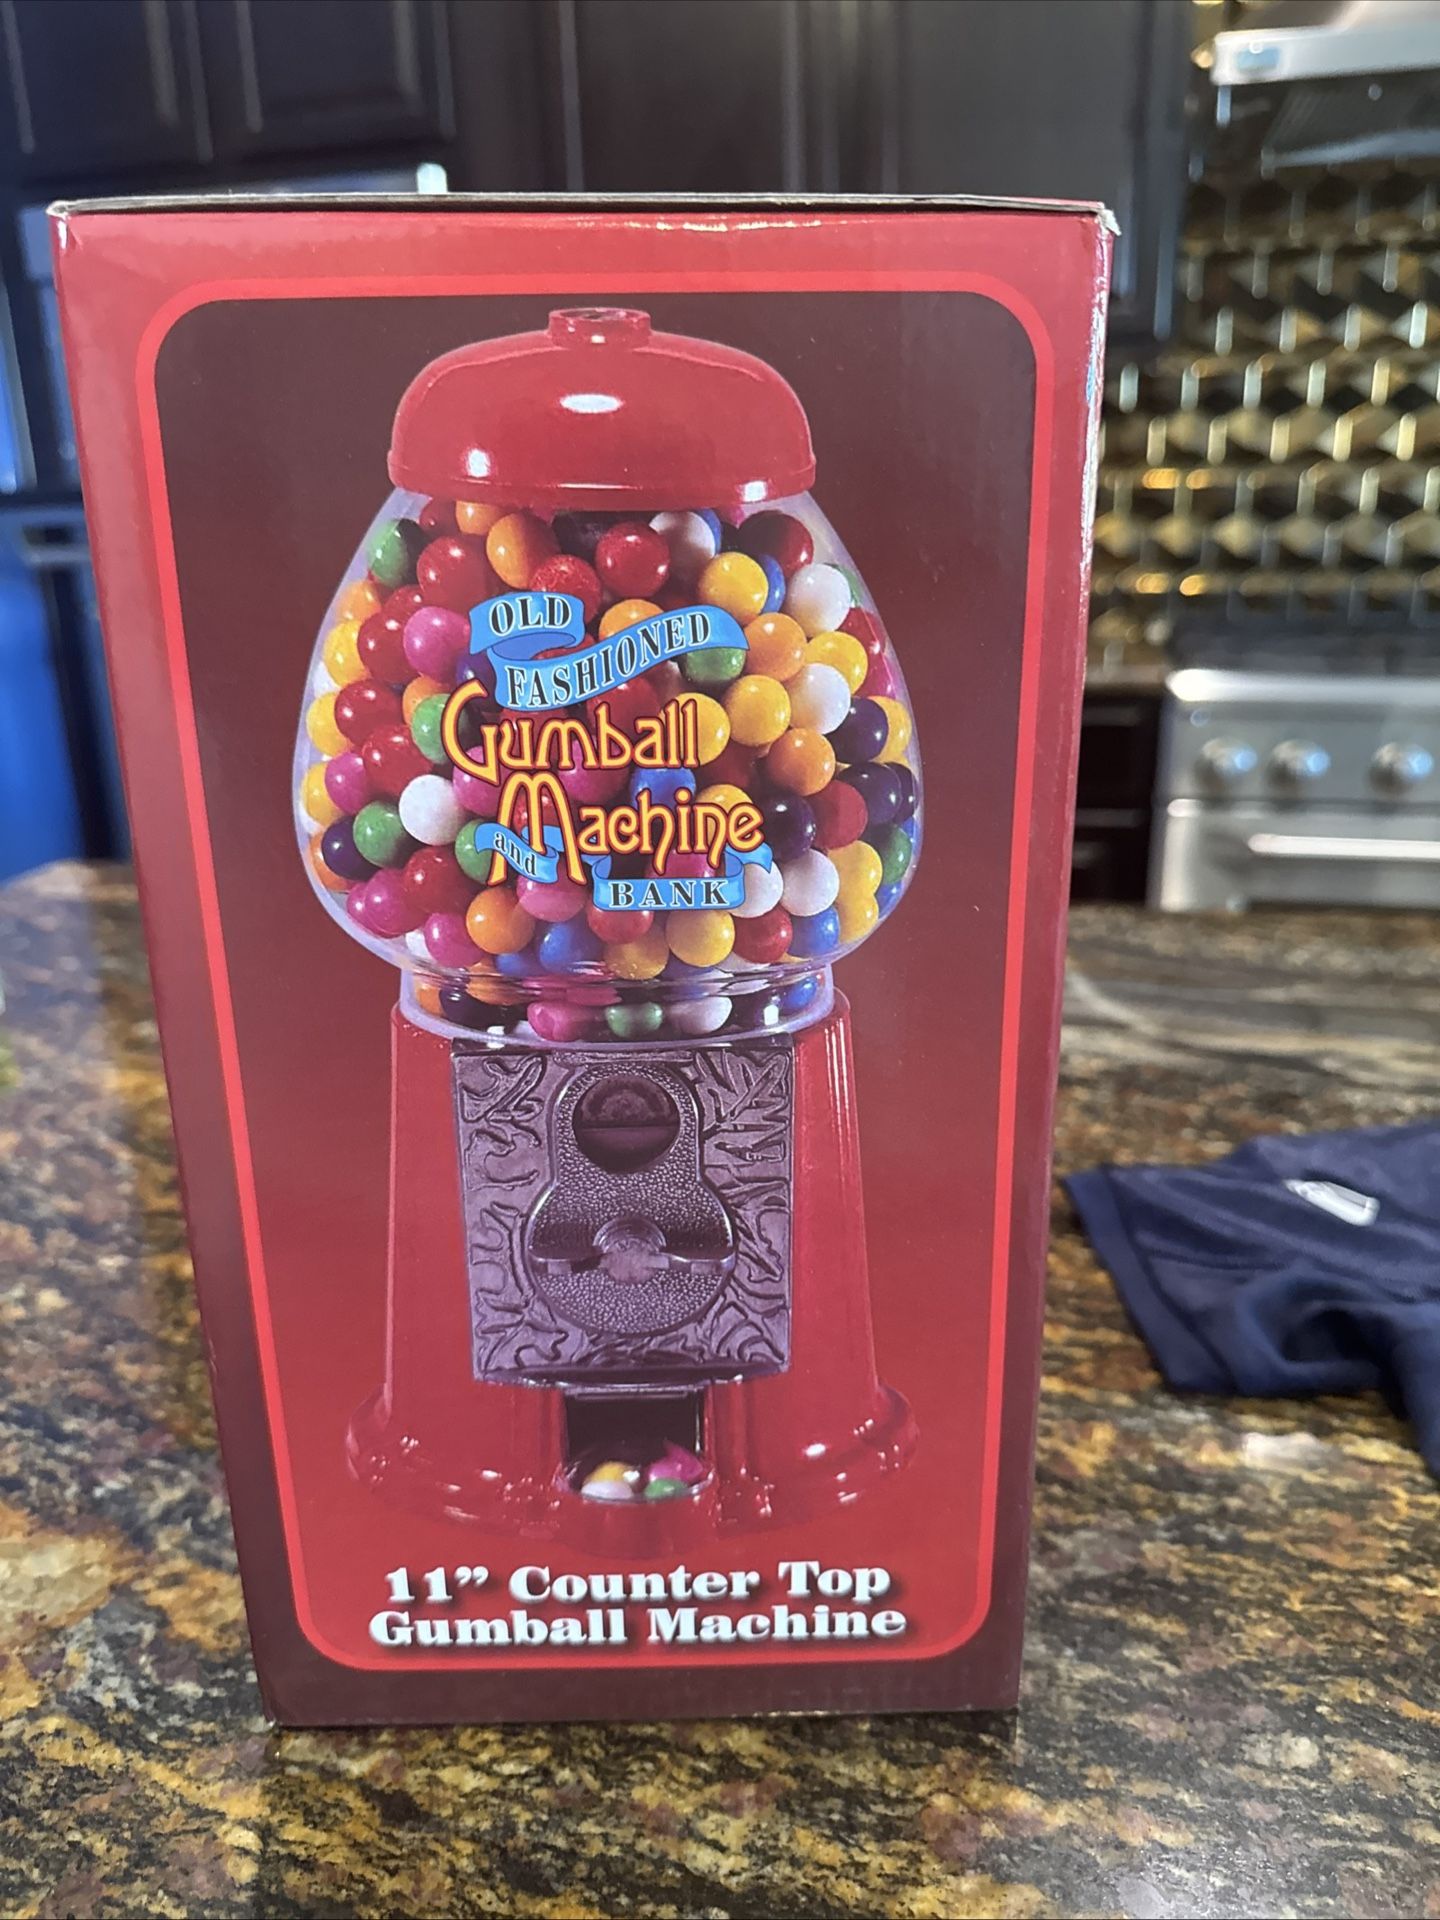 OLD
FASHIONED
Gumball
Machine
and
BANK
11” Counter Top
Gumball Machine